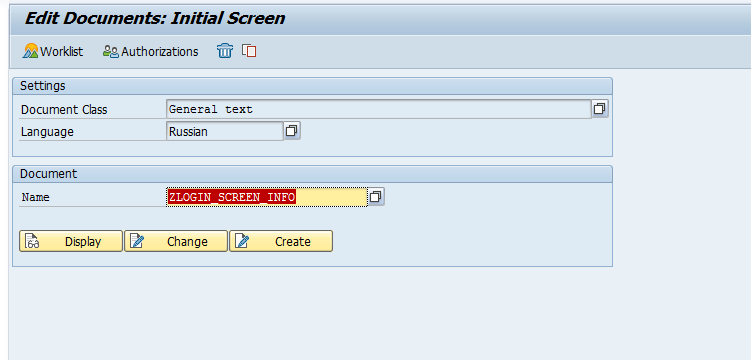 Edit Documents: Initial Screen
Worklist Authorizations
Settings
Document Class General text
Language Russian
Document
Name ZLOGIN_SCREEN_INFO
Display Change Create